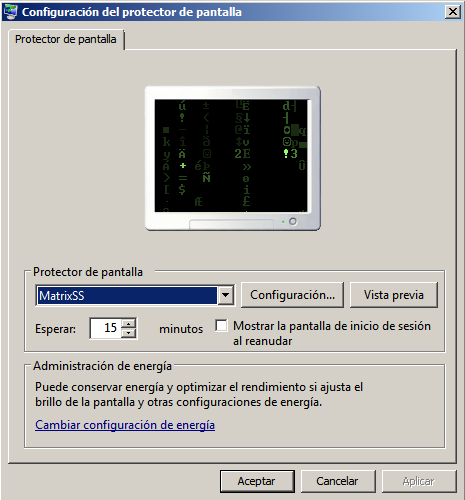 Configuración del protector de pantalla
Protector de pantalla
Protector de pantalla
MatrixSS
Configuración...
Vista previa
Esperar:
15
minutos
Mostrar la pantalla de inicio de sesión
al reanudar
Administración de energía
Puede conservar energía y optimizar el rendimiento si ajusta el
brillo de la pantalla y otras configuraciones de energía.
Cambiar configuración de energía
Aceptar
Cancelar
Aplicar